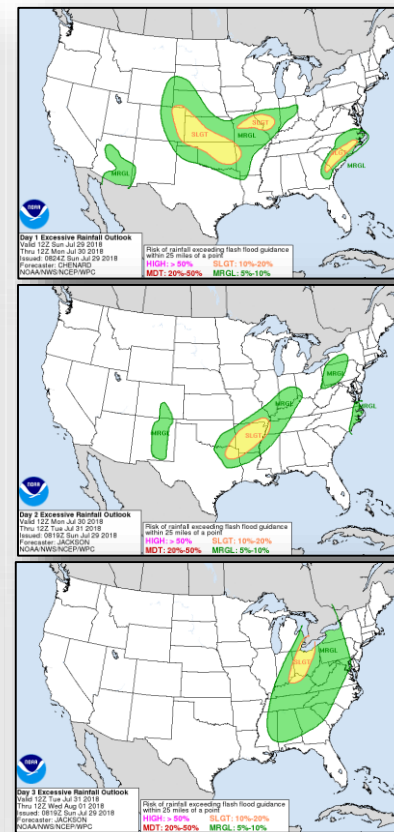 SLGT
SLGT
MRGL
SLGT
MRGL
MRGL
NOAA
Day 1 Excessive Rainfall Outlook
Valid 12Z Sun Jul 29 2018
Thru 12Z Mon Jul 30 2018
Issued: 0824Z Sun Jul 29 2018
Forecaster: CHENARD
NOAA/NWS/NCEP/WPC
Risk of rainfall exceeding flash flood guidance
within 25 miles of a point
HIGH: > 50% SLGT: 10%-20%
MDT: 20%-50% MRGL: 5%-10%
MRGL
MRGL
MRGL
MRGL
SLGT
NOAA
Day 2 Excessive Rainfall Outlook
Valid 12Z Mon Jul 30 2018
Thru 12Z Tue Jul 31 2018
Issued: 0819Z Sun Jul 29 2018
Forecaster: JACKSON
NOAA/NWS/NCEP/WPC
Risk of rainfall exceeding flash flood guidance
within 25 miles of a point
HIGH: > 50% SLGT: 10%-20%
MDT: 20%-50% MRGL: 5%-10%
MRGL
SLGT
NOAA
Day 3 Excessive Rainfall Outlook
Valid 12Z Tue Jul 31 2018
Thru 12Z Wed Aug 01 2018
Issued: 0819Z Sun Jul 29 2018
Forecaster: JACKSON
NOAA/NWS/NCEP/WPC
Risk of rainfall exceeding flash flood guidance
within 25 miles of a point
HIGH: > 50% SLGT: 10%-20%
MDT: 20%-50% MRGL: 5%-10%